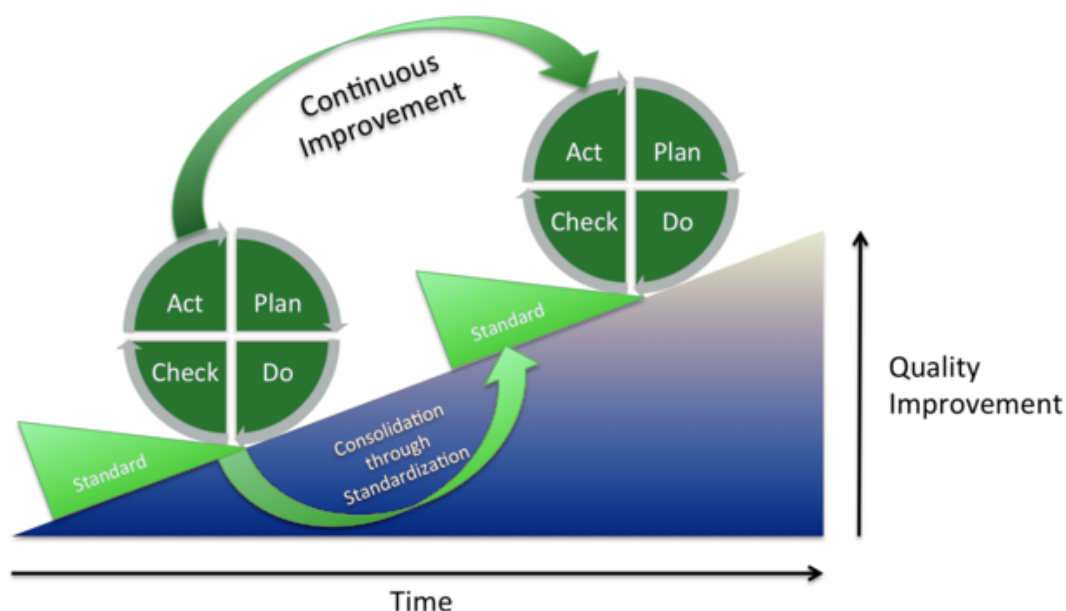 Continuous
Improvement
Act
Plan
Check
Do
Act
Plan
Check
Do
Standard
Standard
Consolidation
through
Standardization
Quality
Improvement
Time